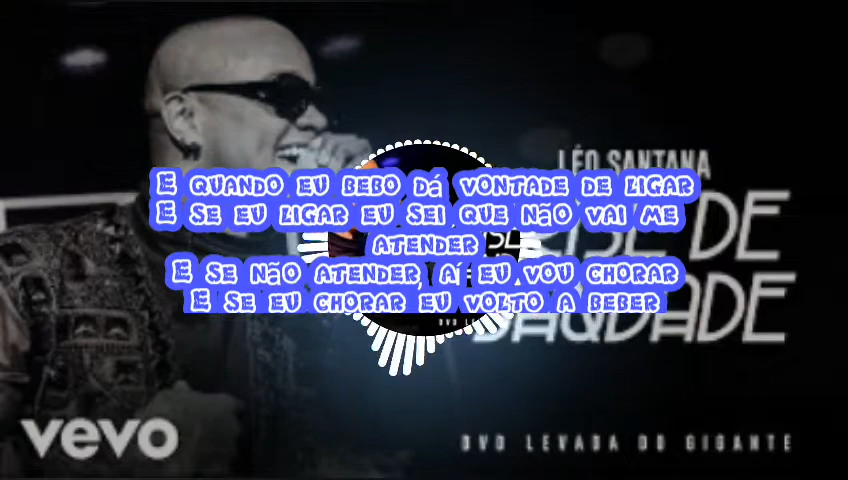 LÉO SANTANA
E QUANDO EU BEBO DÁ VONTADE DE LIGAR
E SE EU LIGAR EU SEI QUE NÃO VAI ME
ATENDER
E SE NÃO ATENDER, AÍ EU VOU CHORAR
E SE EU CHORAR EU VOLTO A BEBER
DE
SAUDADE
vevo
DVD LEVADA DO GIGANTE